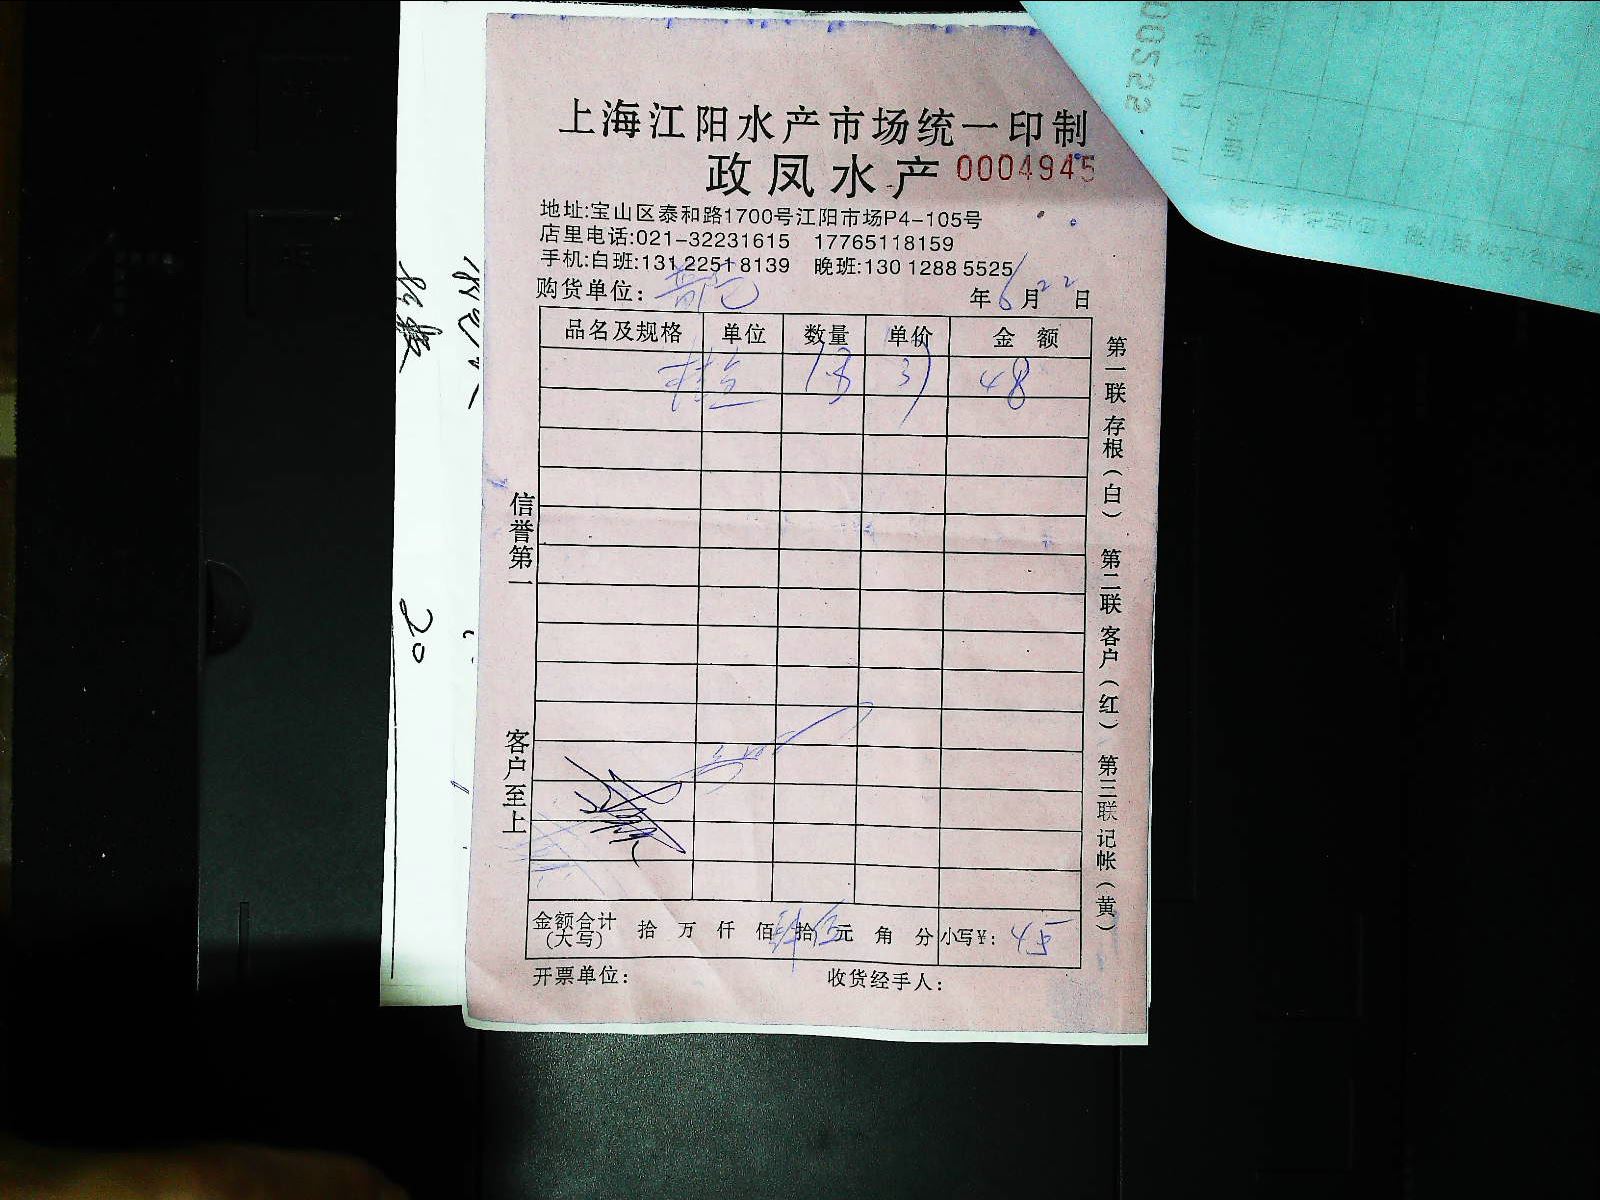 上海江阳水产市场统一印制
政凤水产 0004945
地址:宝山区泰和路1700号江阳市场P4-105号
店里电话:021-32231615 17765118159
手机:白班:131 2251 8139 晚班:130 1288 5525
购货单位: 普陀 年 6 月 22 日
品名及规格 单位 数量 单价 金额
48
信誉第一
客户至上
第一联 存根(白) 第二联 客户(红) 第三联 记帐(黄)
金额合计(大写) 拾 万 仟 佰 肆 拾 伍 元 角 分 小写¥: 45
开票单位: 收货经手人:
20
00255